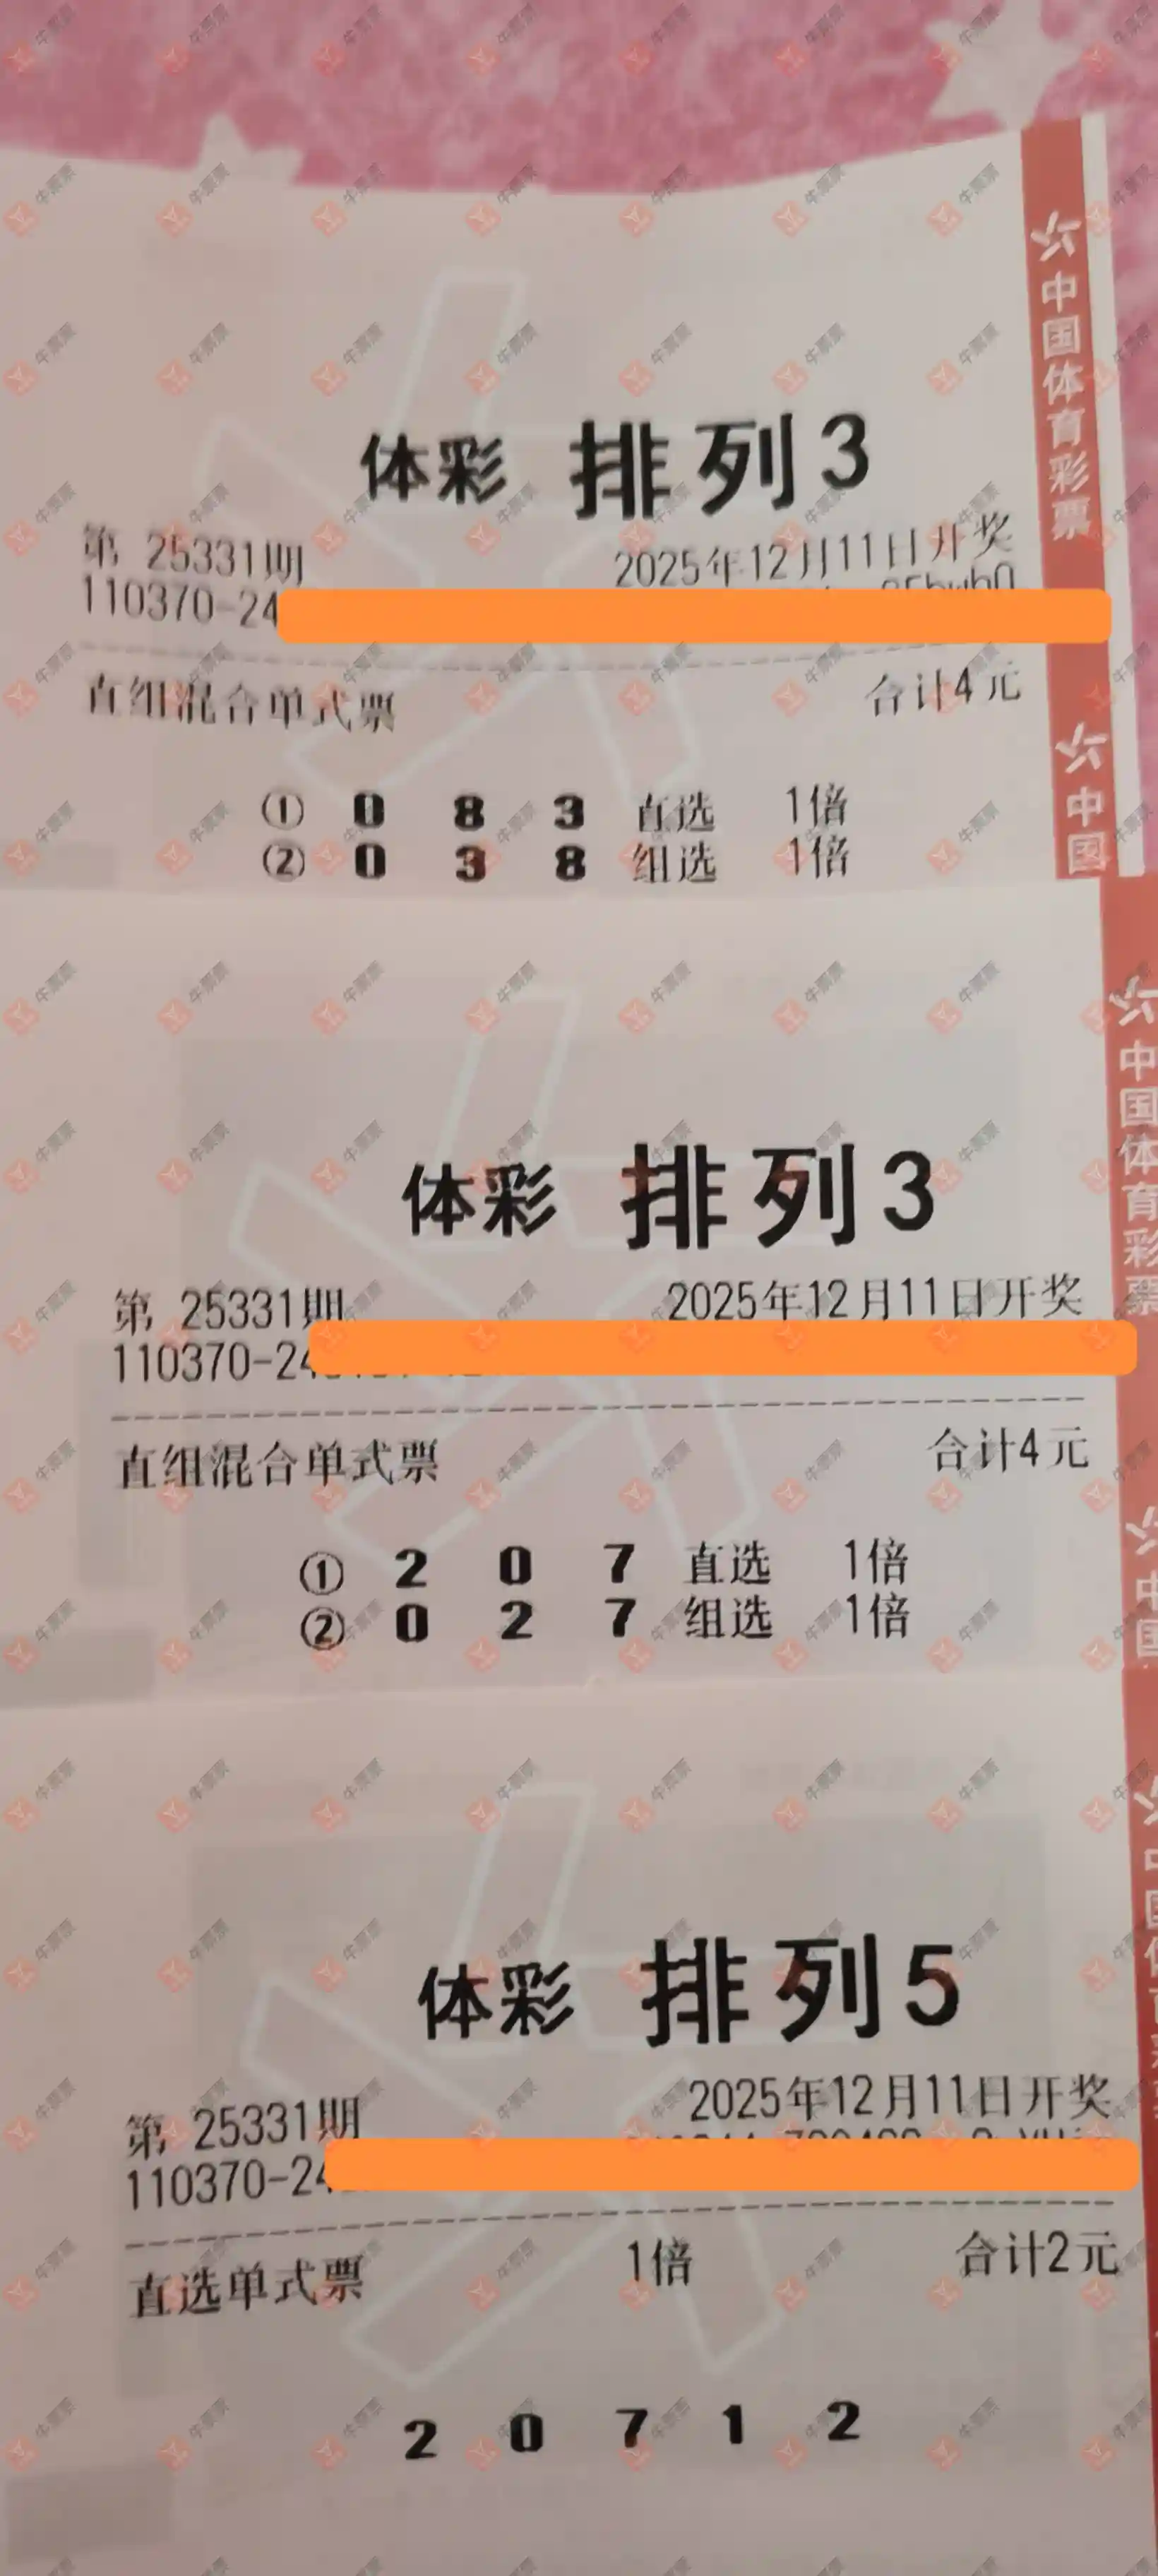 体彩 排列3
第 25331期 2025年12月11日开奖
110370-24
直组混合单式票 合计4元
① 0 8 3 直选 1倍
② 0 3 8 组选 1倍
中国体育彩票
中国
体彩 排列3
第 25331期 2025年12月11日开奖
110370-24
直组混合单式票 合计4元
① 2 0 7 直选 1倍
② 0 2 7 组选 1倍
中国体育彩票
中国
体彩 排列5
第 25331期 2025年12月11日开奖
110370-24
直选单式票 1倍 合计2元
2 0 7 1 2
牛票票